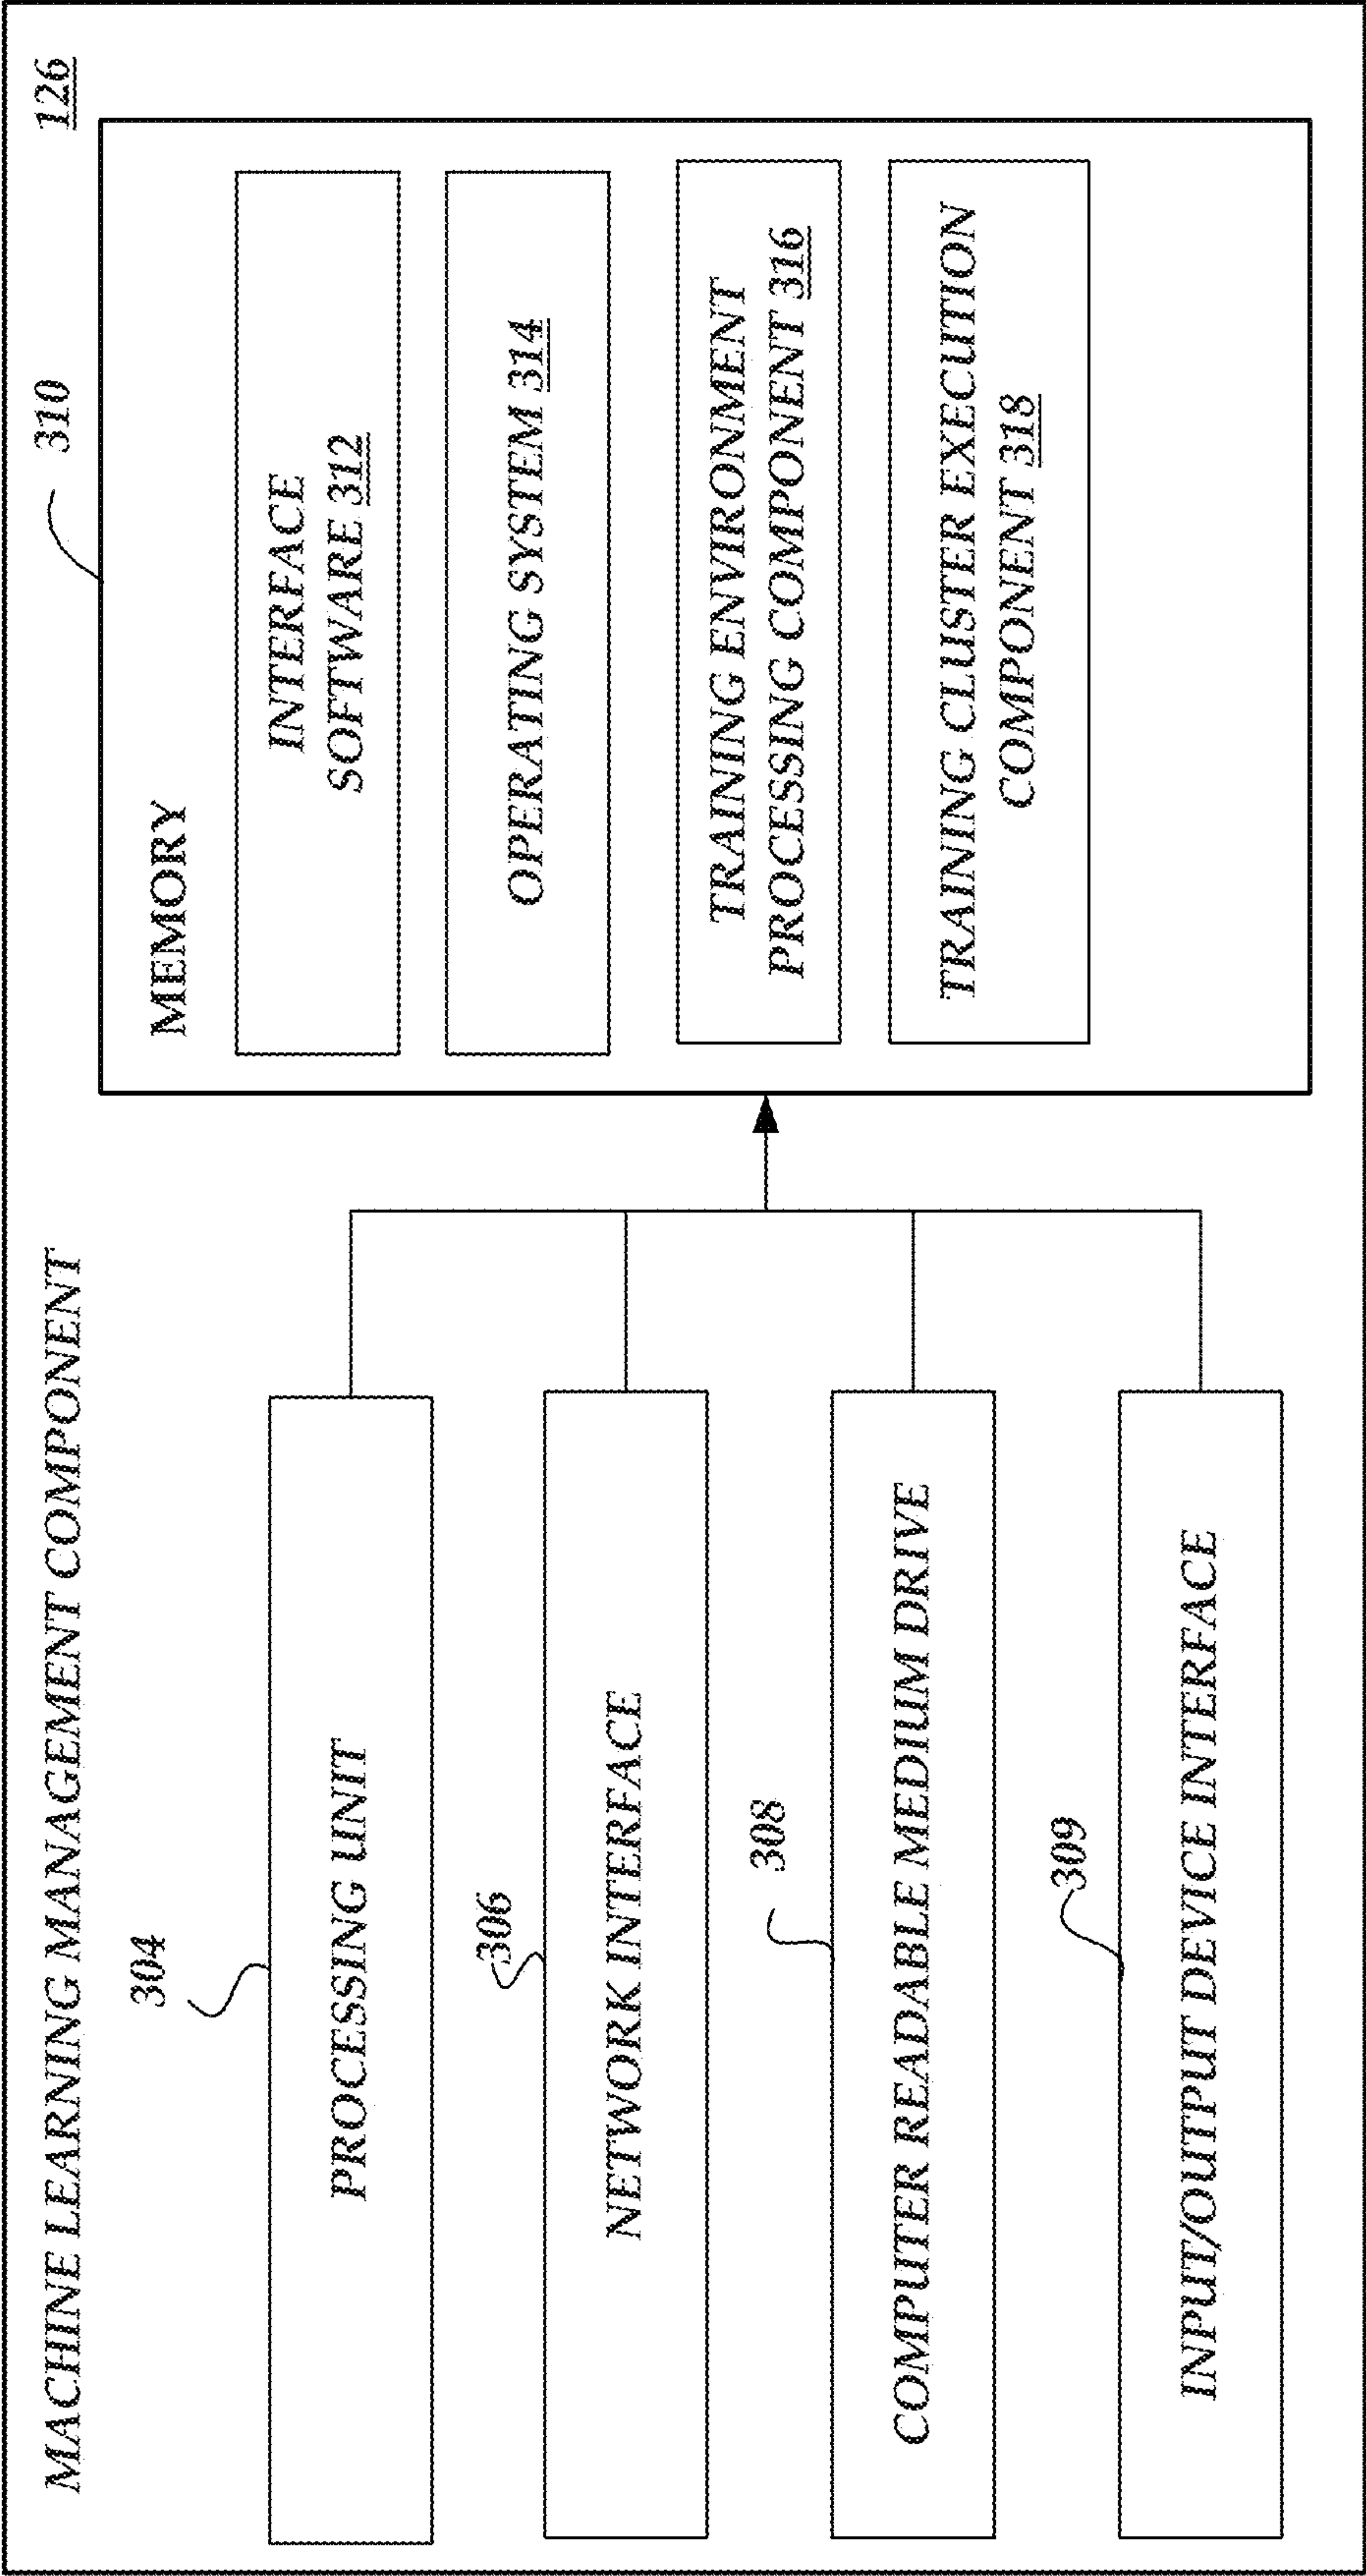 MACHINE LEARNING MANAGEMENT COMPONENT
126
304
PROCESSING UNIT
306
NETWORK INTERFACE
308
COMPUTER READABLE MEDIUM DRIVE
309
INPUT/OUTPUT DEVICE INTERFACE
310
MEMORY
INTERFACE
SOFTWARE 312
OPERATING SYSTEM 314
TRAINING ENVIRONMENT
PROCESSING COMPONENT 316
TRAINING CLUSTER EXECUTION
COMPONENT 318